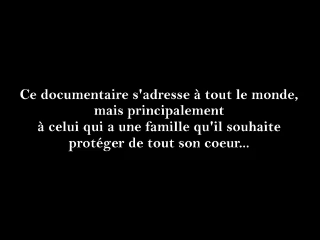 Ce documentaire s'adresse à tout le monde,
mais principalement
à celui qui a une famille qu'il souhaite
protéger de tout son coeur...